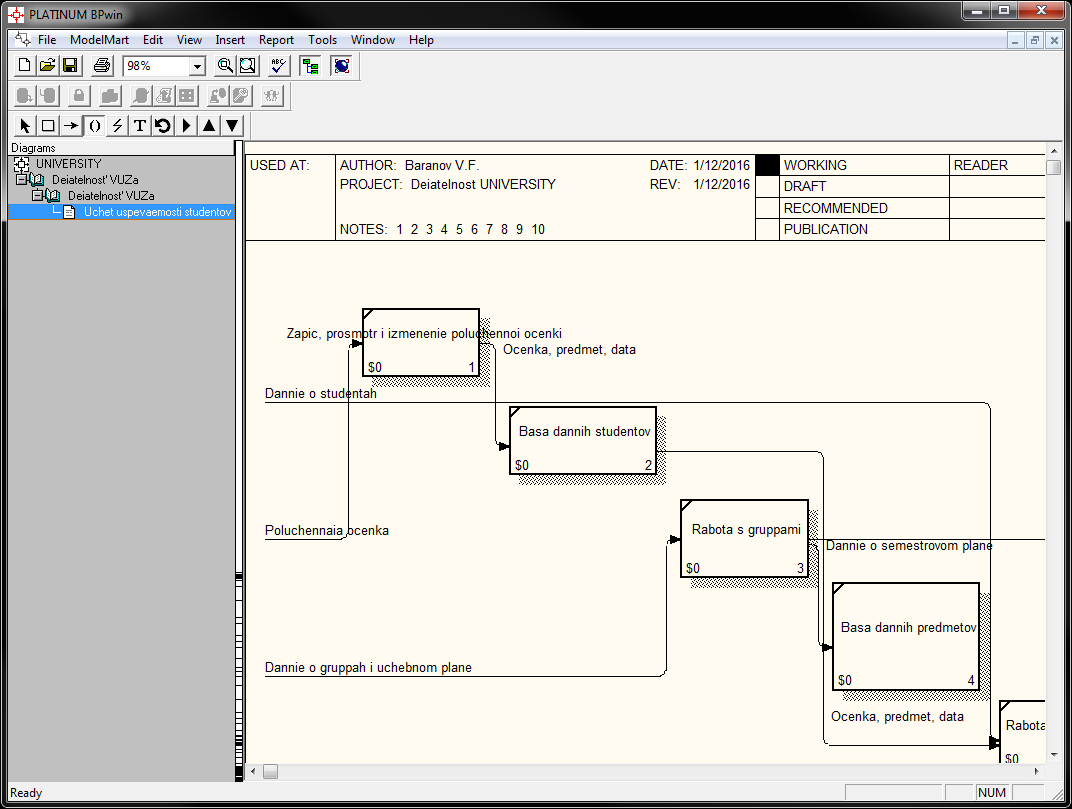 PLATINUM BPwin
File ModelMart Edit View Insert Report Tools Window Help
98%
ABC
T
Diagrams
UNIVERSITY
Deiatelnost' VUZa
Deiatelnost' VUZa
Uchet uspevaemosti studentov
USED AT: AUTHOR: Baranov V.F. DATE: 1/12/2016 WORKING READER
PROJECT: Deiatelnost UNIVERSITY REV: 1/12/2016 DRAFT
RECOMMENDED
NOTES: 1 2 3 4 5 6 7 8 9 10 PUBLICATION
Zapic, prosmotr i izmenenie poluchennoi ocenki
Ocenka, predmet, data
$0 1
Dannie o studentah
Basa dannih studentov
$0 2
Poluchennaia ocenka
Rabota s gruppami
Dannie o semestrovom plane
$0 3
Basa dannih predmetov
Dannie o gruppah i uchebnom plane
$0 4
Ocenka, predmet, data
Rabota
$0
Ready NUM